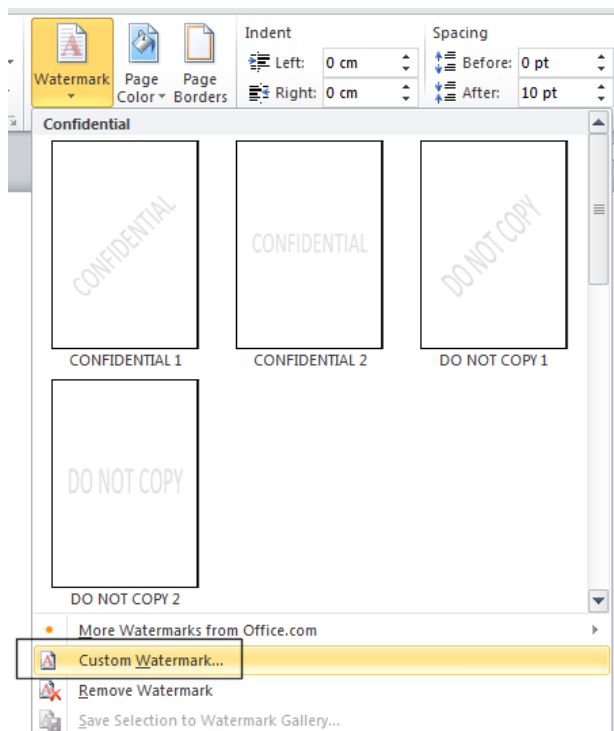 Indent
Spacing
Watermark
Page Color
Page Borders
Left: 0 cm
Before: 0 pt
Right: 0 cm
After: 10 pt
Confidential
CONFIDENTIAL
CONFIDENTIAL
DO NOT COPY
CONFIDENTIAL 1
CONFIDENTIAL 2
DO NOT COPY 1
DO NOT COPY
DO NOT COPY 2
More Watermarks from Office.com
Custom Watermark...
Remove Watermark
Save Selection to Watermark Gallery...